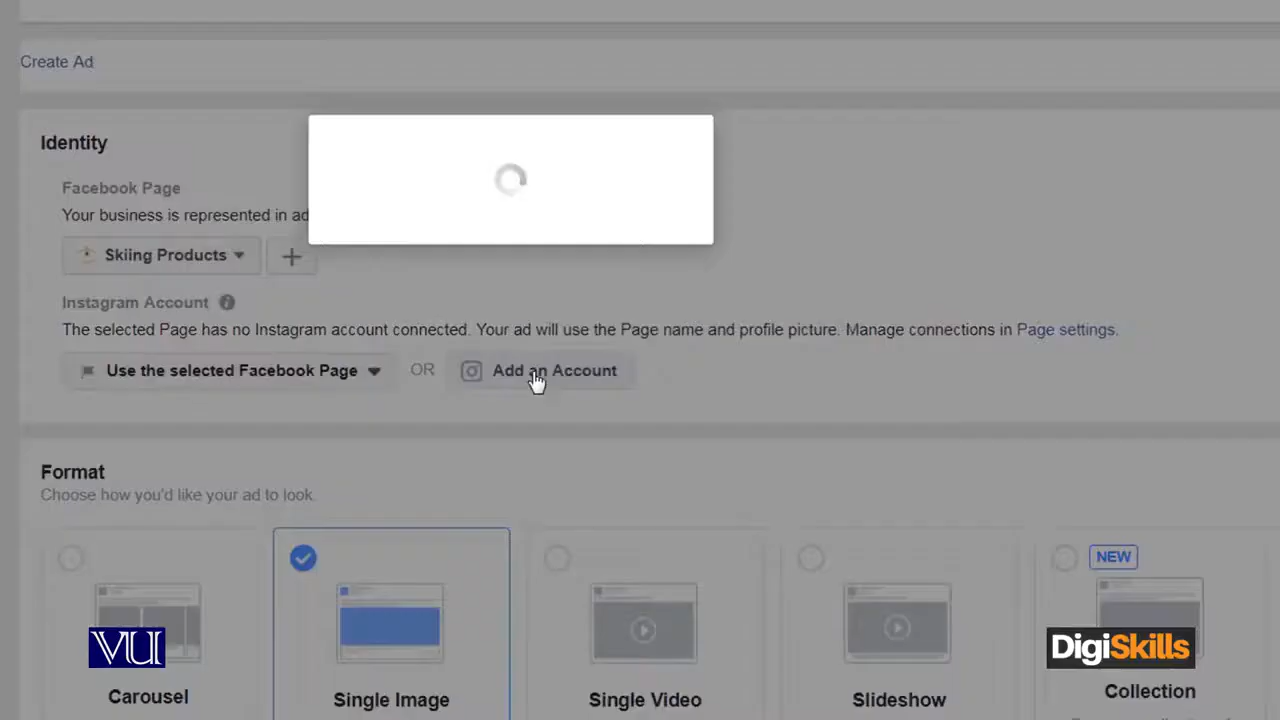 Create Ad
Identity
Facebook Page
Your business is represented in ad
Skiing Products
Instagram Account
The selected Page has no Instagram account connected. Your ad will use the Page name and profile picture. Manage connections in Page settings.
Use the selected Facebook Page OR Add an Account
Format
Choose how you'd like your ad to look.
NEW
VU
DigiSkills
Carousel Single Image Single Video Slideshow Collection